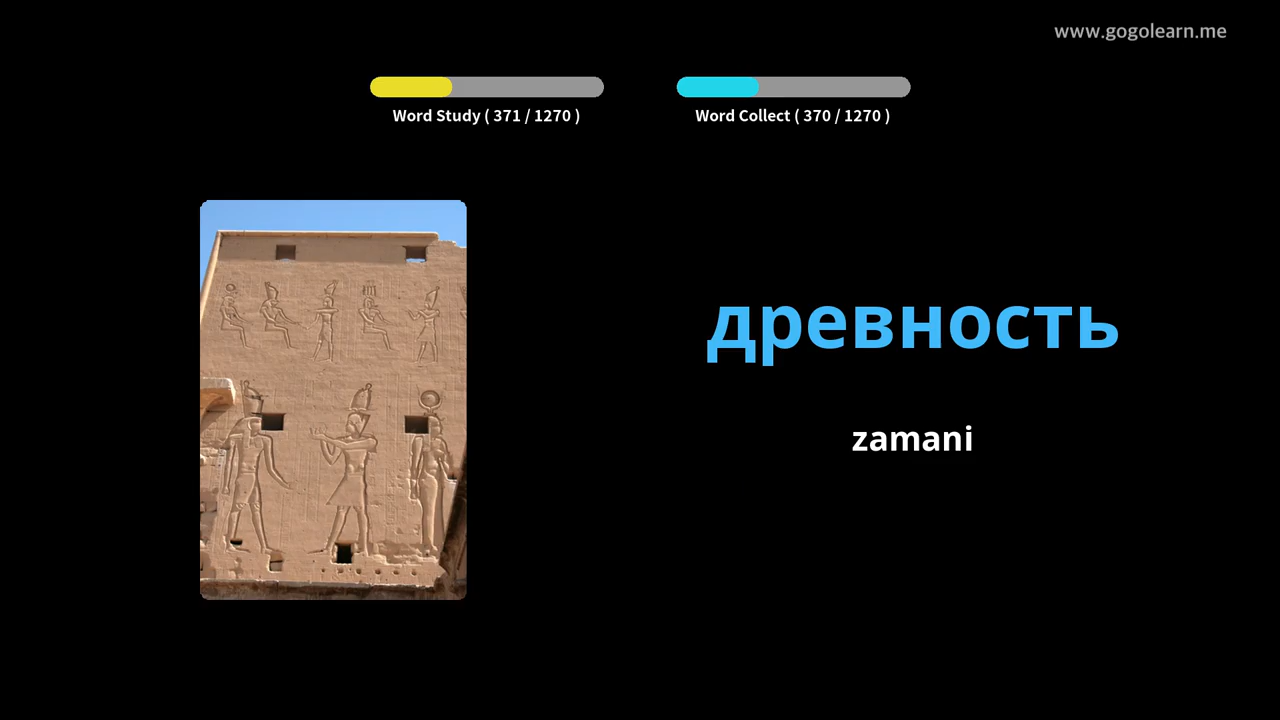 www.gogolearn.me
Word Study ( 371 / 1270 )
Word Collect ( 370 / 1270 )
древность
zamani